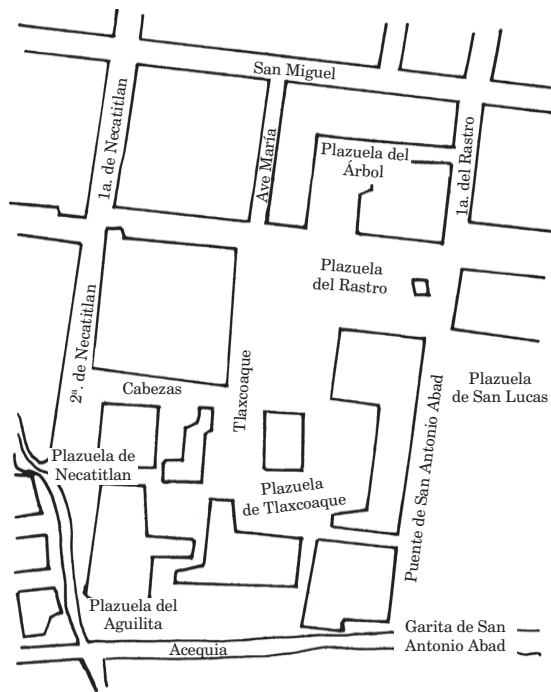 San Miguel
1a. de Necatitlan
Ave María
Plazuela del
Árbol
1a. del Rastro
Plazuela
del Rastro
2ª. de Necatitlan
Cabezas
Tlaxcoaque
Plazuela
de San Lucas
Puente de San Antonio Abad
Plazuela de
Necatitlan
Plazuela
de Tlaxcoaque
Plazuela del
Aguilita
Acequia
Garita de San
Antonio Abad